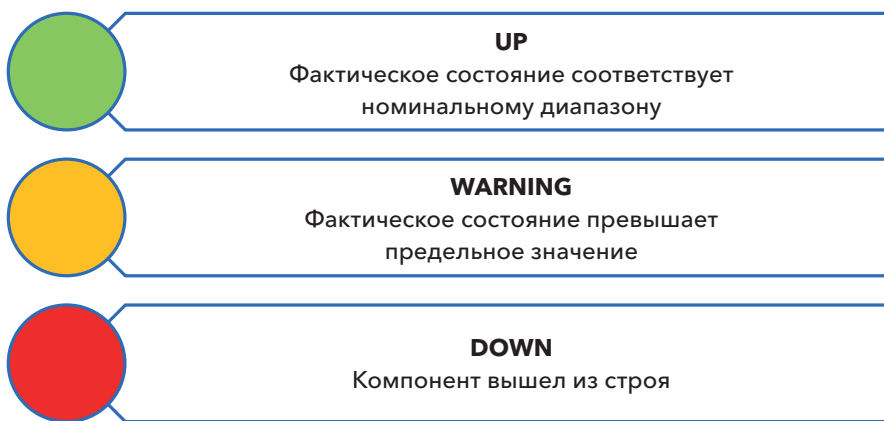 UP
Фактическое состояние соответствует
номинальному диапазону
WARNING
Фактическое состояние превышает
предельное значение
DOWN
Компонент вышел из строя